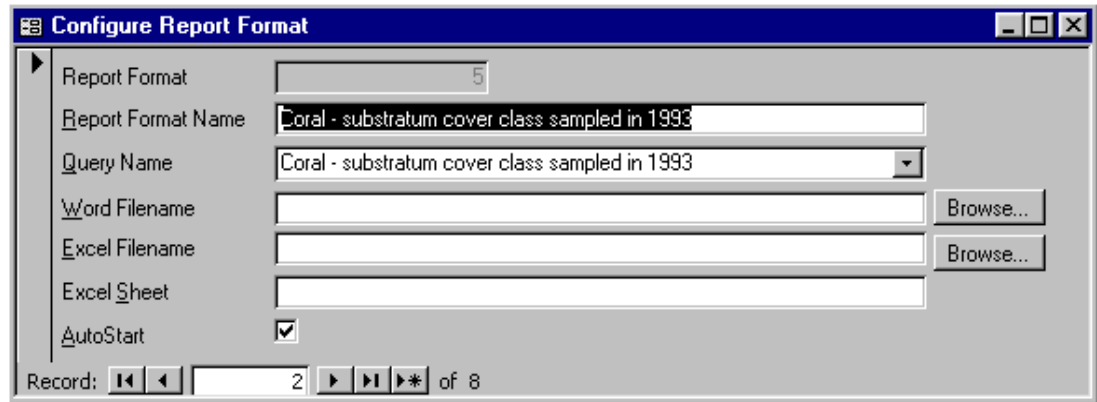 Configure Report Format
Report Format 5
Report Format Name Coral - substratum cover class sampled in 1993
Query Name Coral - substratum cover class sampled in 1993
Word Filename Browse...
Excel Filename Browse...
Excel Sheet
AutoStart
Record: 2 of 8